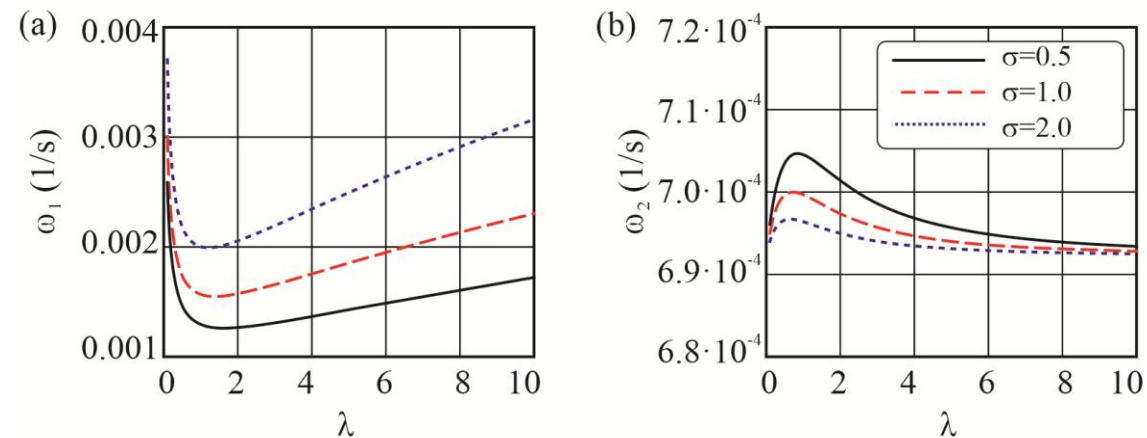 (a)
0.004
0.003
0.002
0.001
ω₁ (1/s)
0 2 4 6 8 10
λ
(b)
7.2·10⁻⁴
7.1·10⁻⁴
7.0·10⁻⁴
6.9·10⁻⁴
6.8·10⁻⁴
ω₂ (1/s)
σ=0.5
σ=1.0
σ=2.0
0 2 4 6 8 10
λ